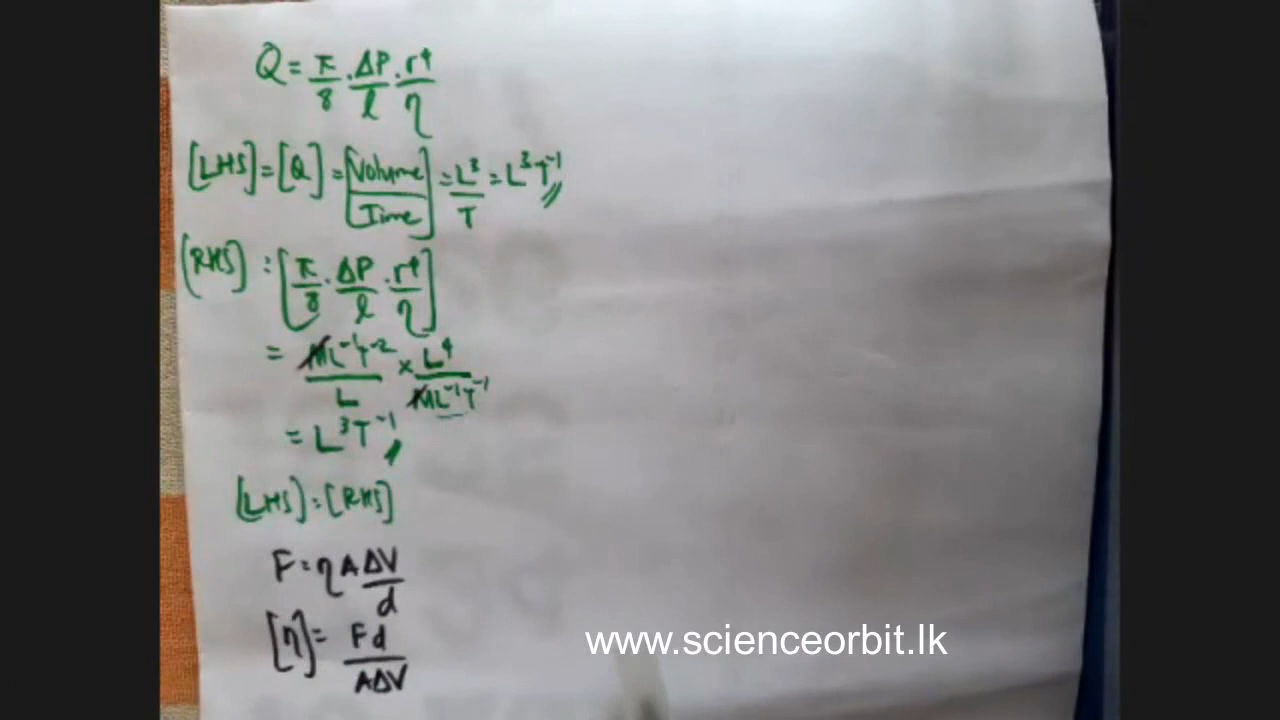 Q = π/8 · ΔP/l · r⁴/η
[LHS] = [Q] = [Volume/Time] = L³/T = L³T⁻¹
[RHS] = [π/8 · ΔP/l · r⁴/η]
= ML⁻¹T⁻²/L × L⁴/ML⁻¹T⁻¹
= L³T⁻¹
[LHS] = [RHS]
F = η A ΔV/d
[η] = Fd/AΔV
www.scienceorbit.lk